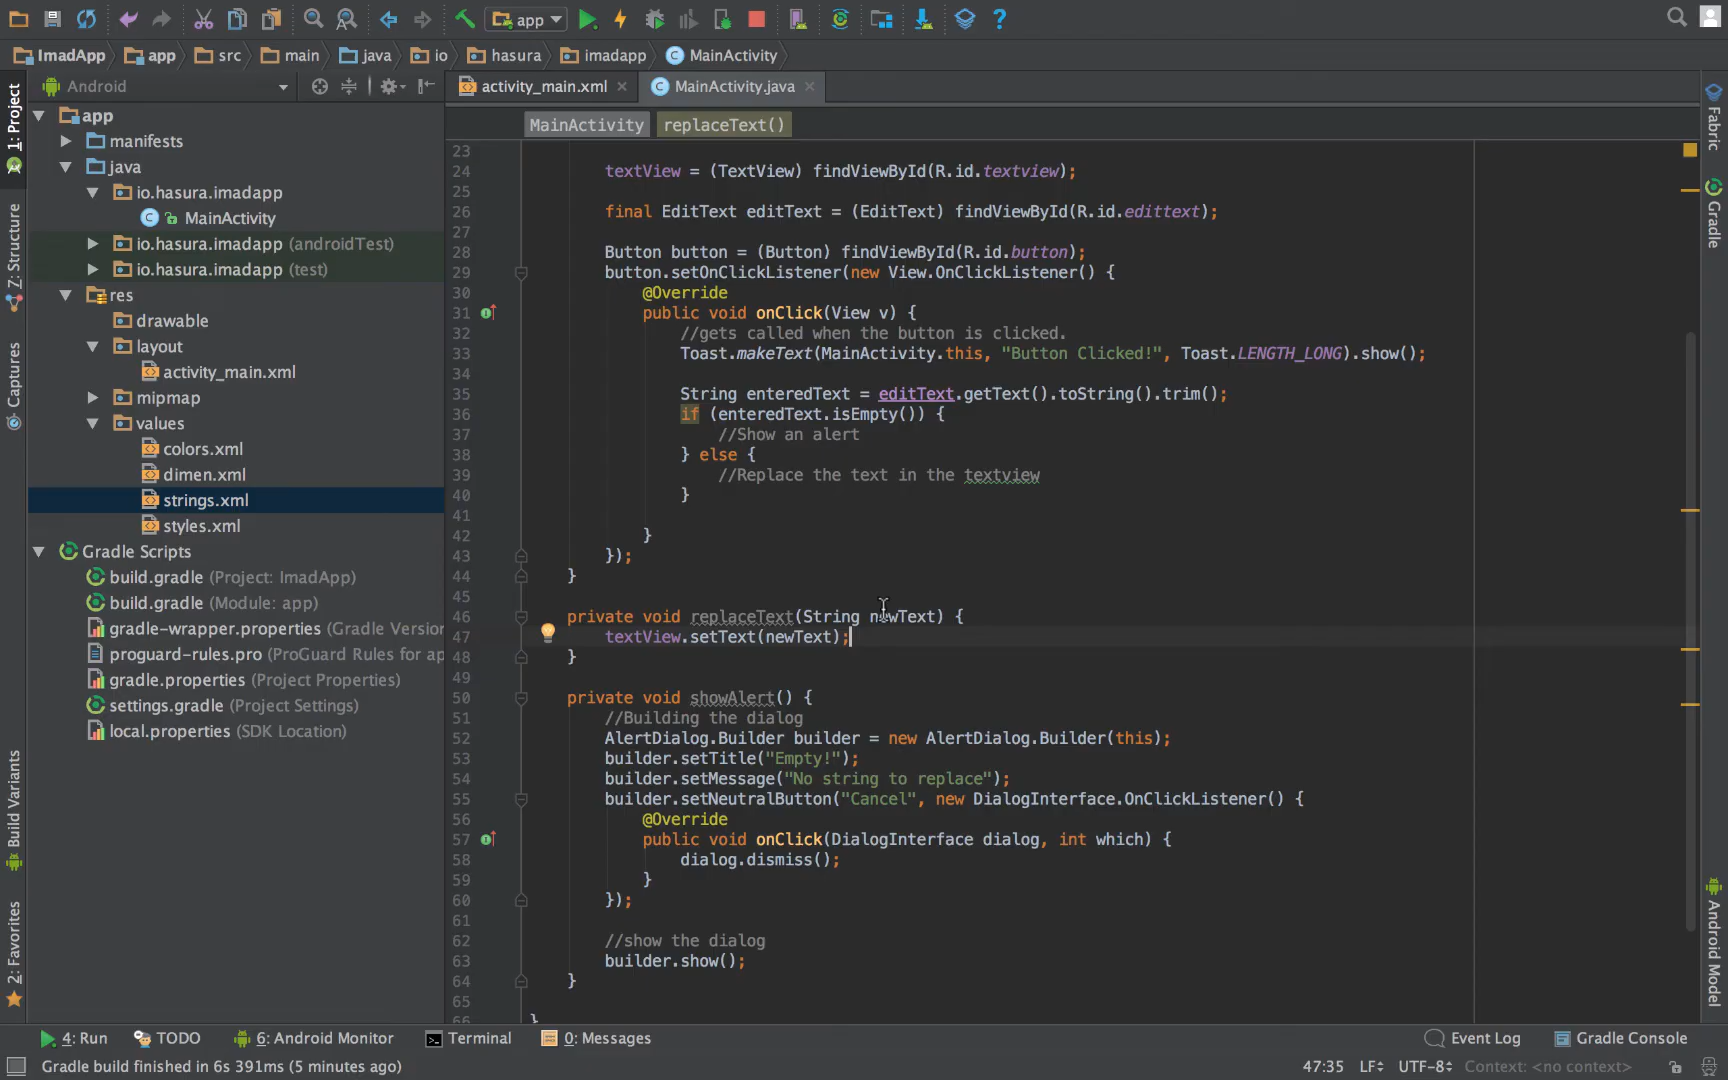 app
ImadApp
app
src
main
java
io
hasura
imadapp
MainActivity
Android
activity_main.xml
MainActivity.java
MainActivity
replaceText()
1: Project
Z: Structure
Captures
Build Variants
2: Favorites
app
manifests
java
io.hasura.imadapp
MainActivity
io.hasura.imadapp (androidTest)
io.hasura.imadapp (test)
res
drawable
layout
activity_main.xml
mipmap
values
colors.xml
dimen.xml
strings.xml
styles.xml
Gradle Scripts
build.gradle (Project: ImadApp)
build.gradle (Module: app)
gradle-wrapper.properties (Gradle Version
proguard-rules.pro (ProGuard Rules for ap
gradle.properties (Project Properties)
settings.gradle (Project Settings)
local.properties (SDK Location)
23
24 textView = (TextView) findViewById(R.id.textview);
25
26 final EditText editText = (EditText) findViewById(R.id.edittext);
27
28 Button button = (Button) findViewById(R.id.button);
29 button.setOnClickListener(new View.OnClickListener() {
30 @Override
31 public void onClick(View v) {
32 //gets called when the button is clicked.
33 Toast.makeText(MainActivity.this, "Button Clicked!", Toast.LENGTH_LONG).show();
34
35 String enteredText = editText.getText().toString().trim();
36 if (enteredText.isEmpty()) {
37 //Show an alert
38 } else {
39 //Replace the text in the textview
40 }
41
42 }
43 });
44 }
45
46 private void replaceText(String newText) {
47 textView.setText(newText);
48 }
49
50 private void showAlert() {
51 //Building the dialog
52 AlertDialog.Builder builder = new AlertDialog.Builder(this);
53 builder.setTitle("Empty!");
54 builder.setMessage("No string to replace");
55 builder.setNeutralButton("Cancel", new DialogInterface.OnClickListener() {
56 @Override
57 public void onClick(DialogInterface dialog, int which) {
58 dialog.dismiss();
59 }
60 });
61
62 //show the dialog
63 builder.show();
64 }
65
66 }
Fabric
Gradle
Android Model
4: Run
TODO
6: Android Monitor
Terminal
0: Messages
Event Log
Gradle Console
Gradle build finished in 6s 391ms (5 minutes ago)
47:35
LF
UTF-8
Context: <no context>